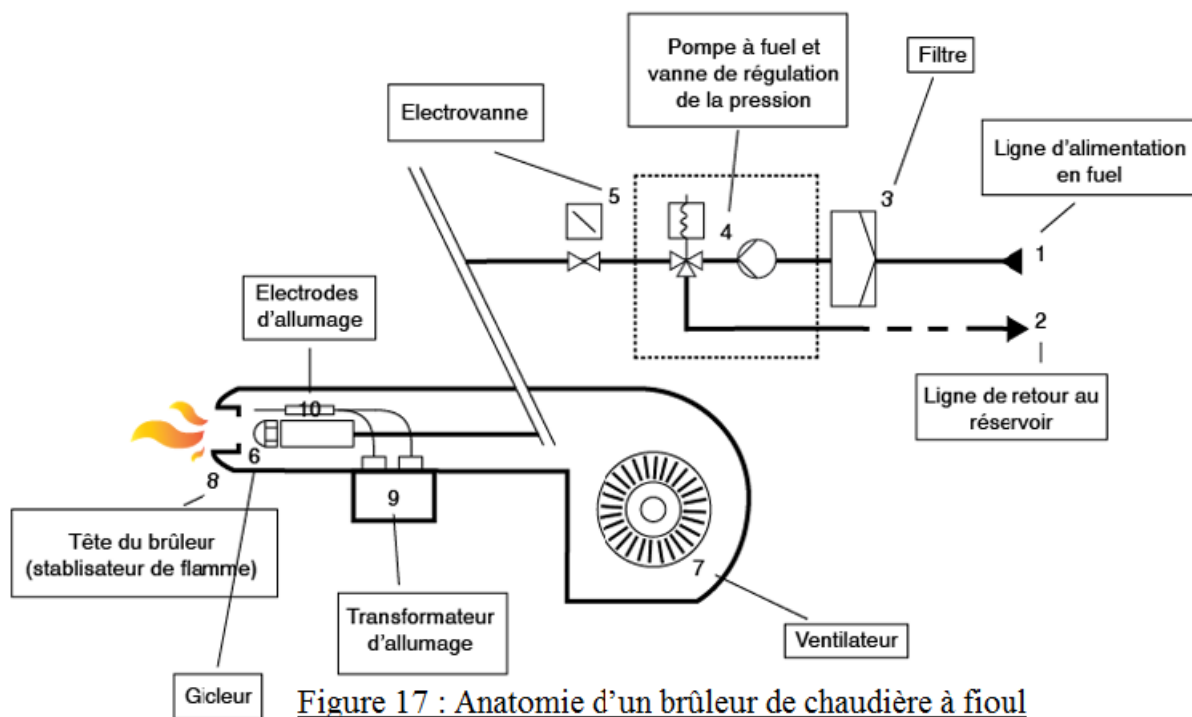 Pompe à fuel et
vanne de régulation
de la pression
Filtre
Electrovanne
Ligne d'alimentation
en fuel
5
4
3
1
2
Electrodes
d'allumage
Ligne de retour au
réservoir
10
6
8
9
7
Tête du brûleur
(stablisateur de flamme)
Transformateur
d'allumage
Ventilateur
Gicleur
Figure 17 : Anatomie d'un brûleur de chaudière à fioul